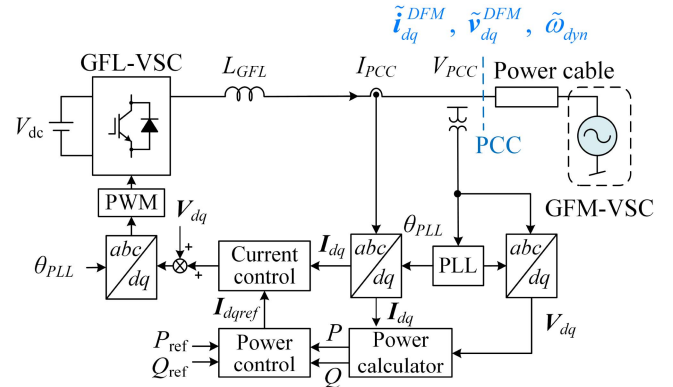 ĩ_dq^DFM , ṽ_dq^DFM , ω̃_dyn
GFL-VSC
L_GFL
I_PCC
V_PCC
Power cable
V_dc
PCC
GFM-VSC
PWM
V_dq
θ_PLL
abc
dq
+
+
Current
control
I_dq
θ_PLL
abc
dq
PLL
abc
dq
I_dqref
I_dq
V_dq
P_ref
Q_ref
Power
control
P
Q
Power
calculator